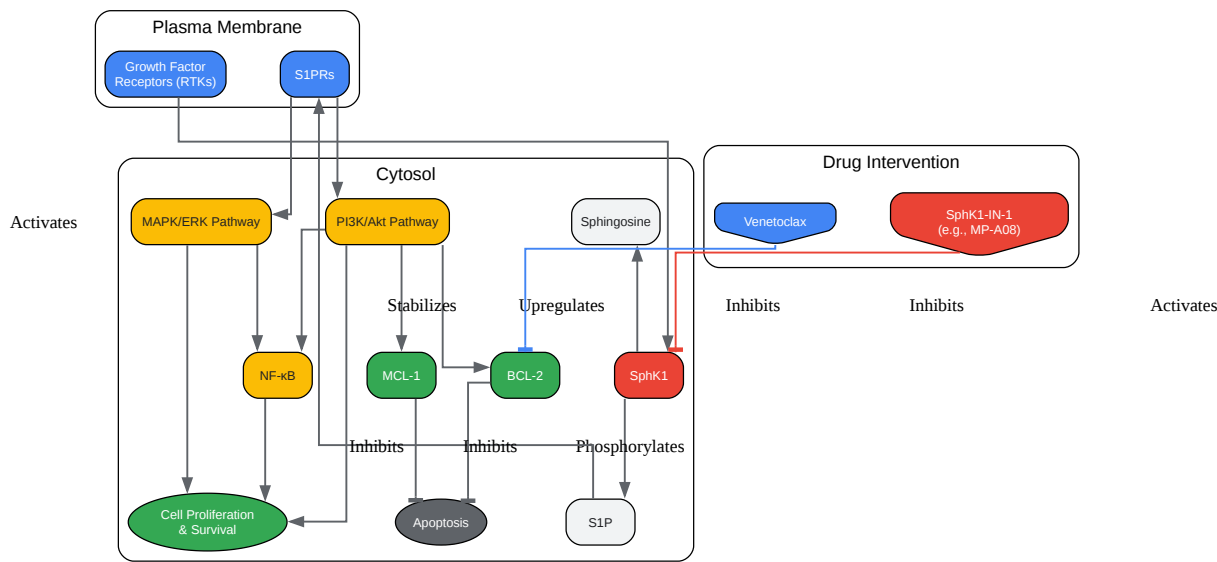 Plasma Membrane
Growth Factor
Receptors (RTKs)
S1PRs
Drug Intervention
Cytosol
Activates
MAPK/ERK Pathway
PI3K/Akt Pathway
Sphingosine
Venetoclax
SphK1-IN-1
(e.g., MP-A08)
Stabilizes
Upregulates
Inhibits
Inhibits
Activates
NF-κB
MCL-1
BCL-2
SphK1
Inhibits
Inhibits
Phosphorylates
Cell Proliferation
& Survival
Apoptosis
S1P